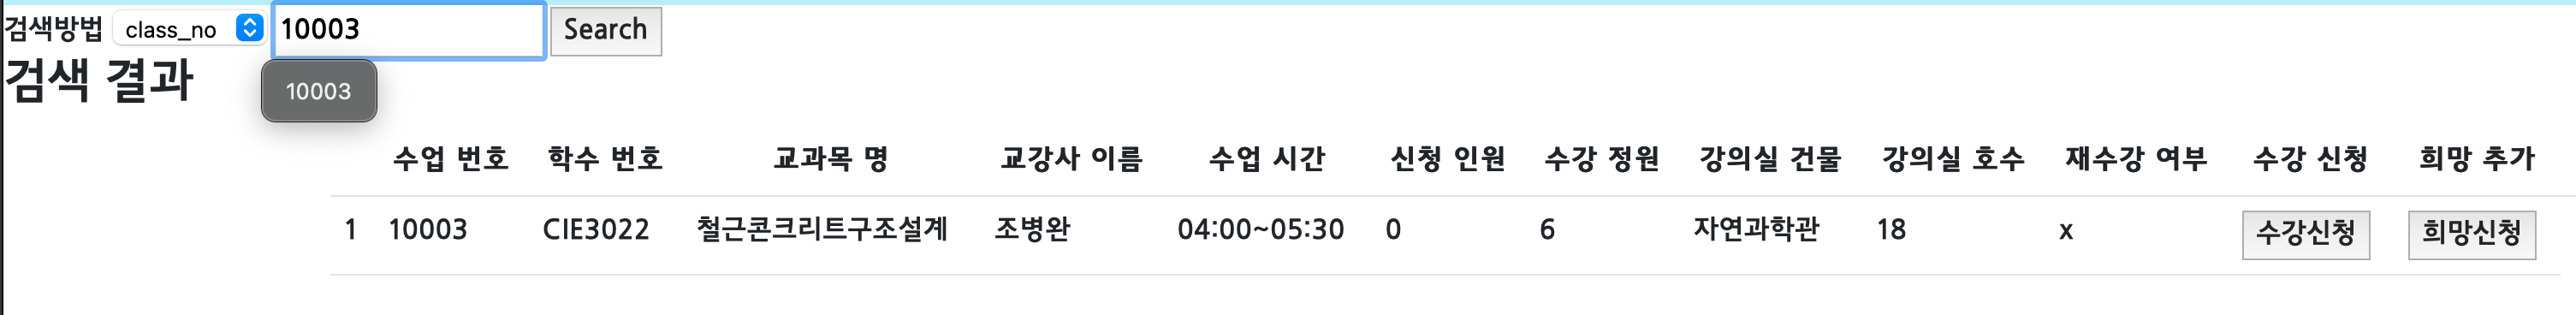 검색방법 class_no 10003 Search
검색 결과
10003
수업 번호 학수 번호 교과목 명 교강사 이름 수업 시간 신청 인원 수강 정원 강의실 건물 강의실 호수 재수강 여부 수강 신청 희망 추가
1 10003 CIE3022 철근콘크리트구조설계 조병완 04:00~05:30 0 6 자연과학관 18 x 수강신청 희망신청